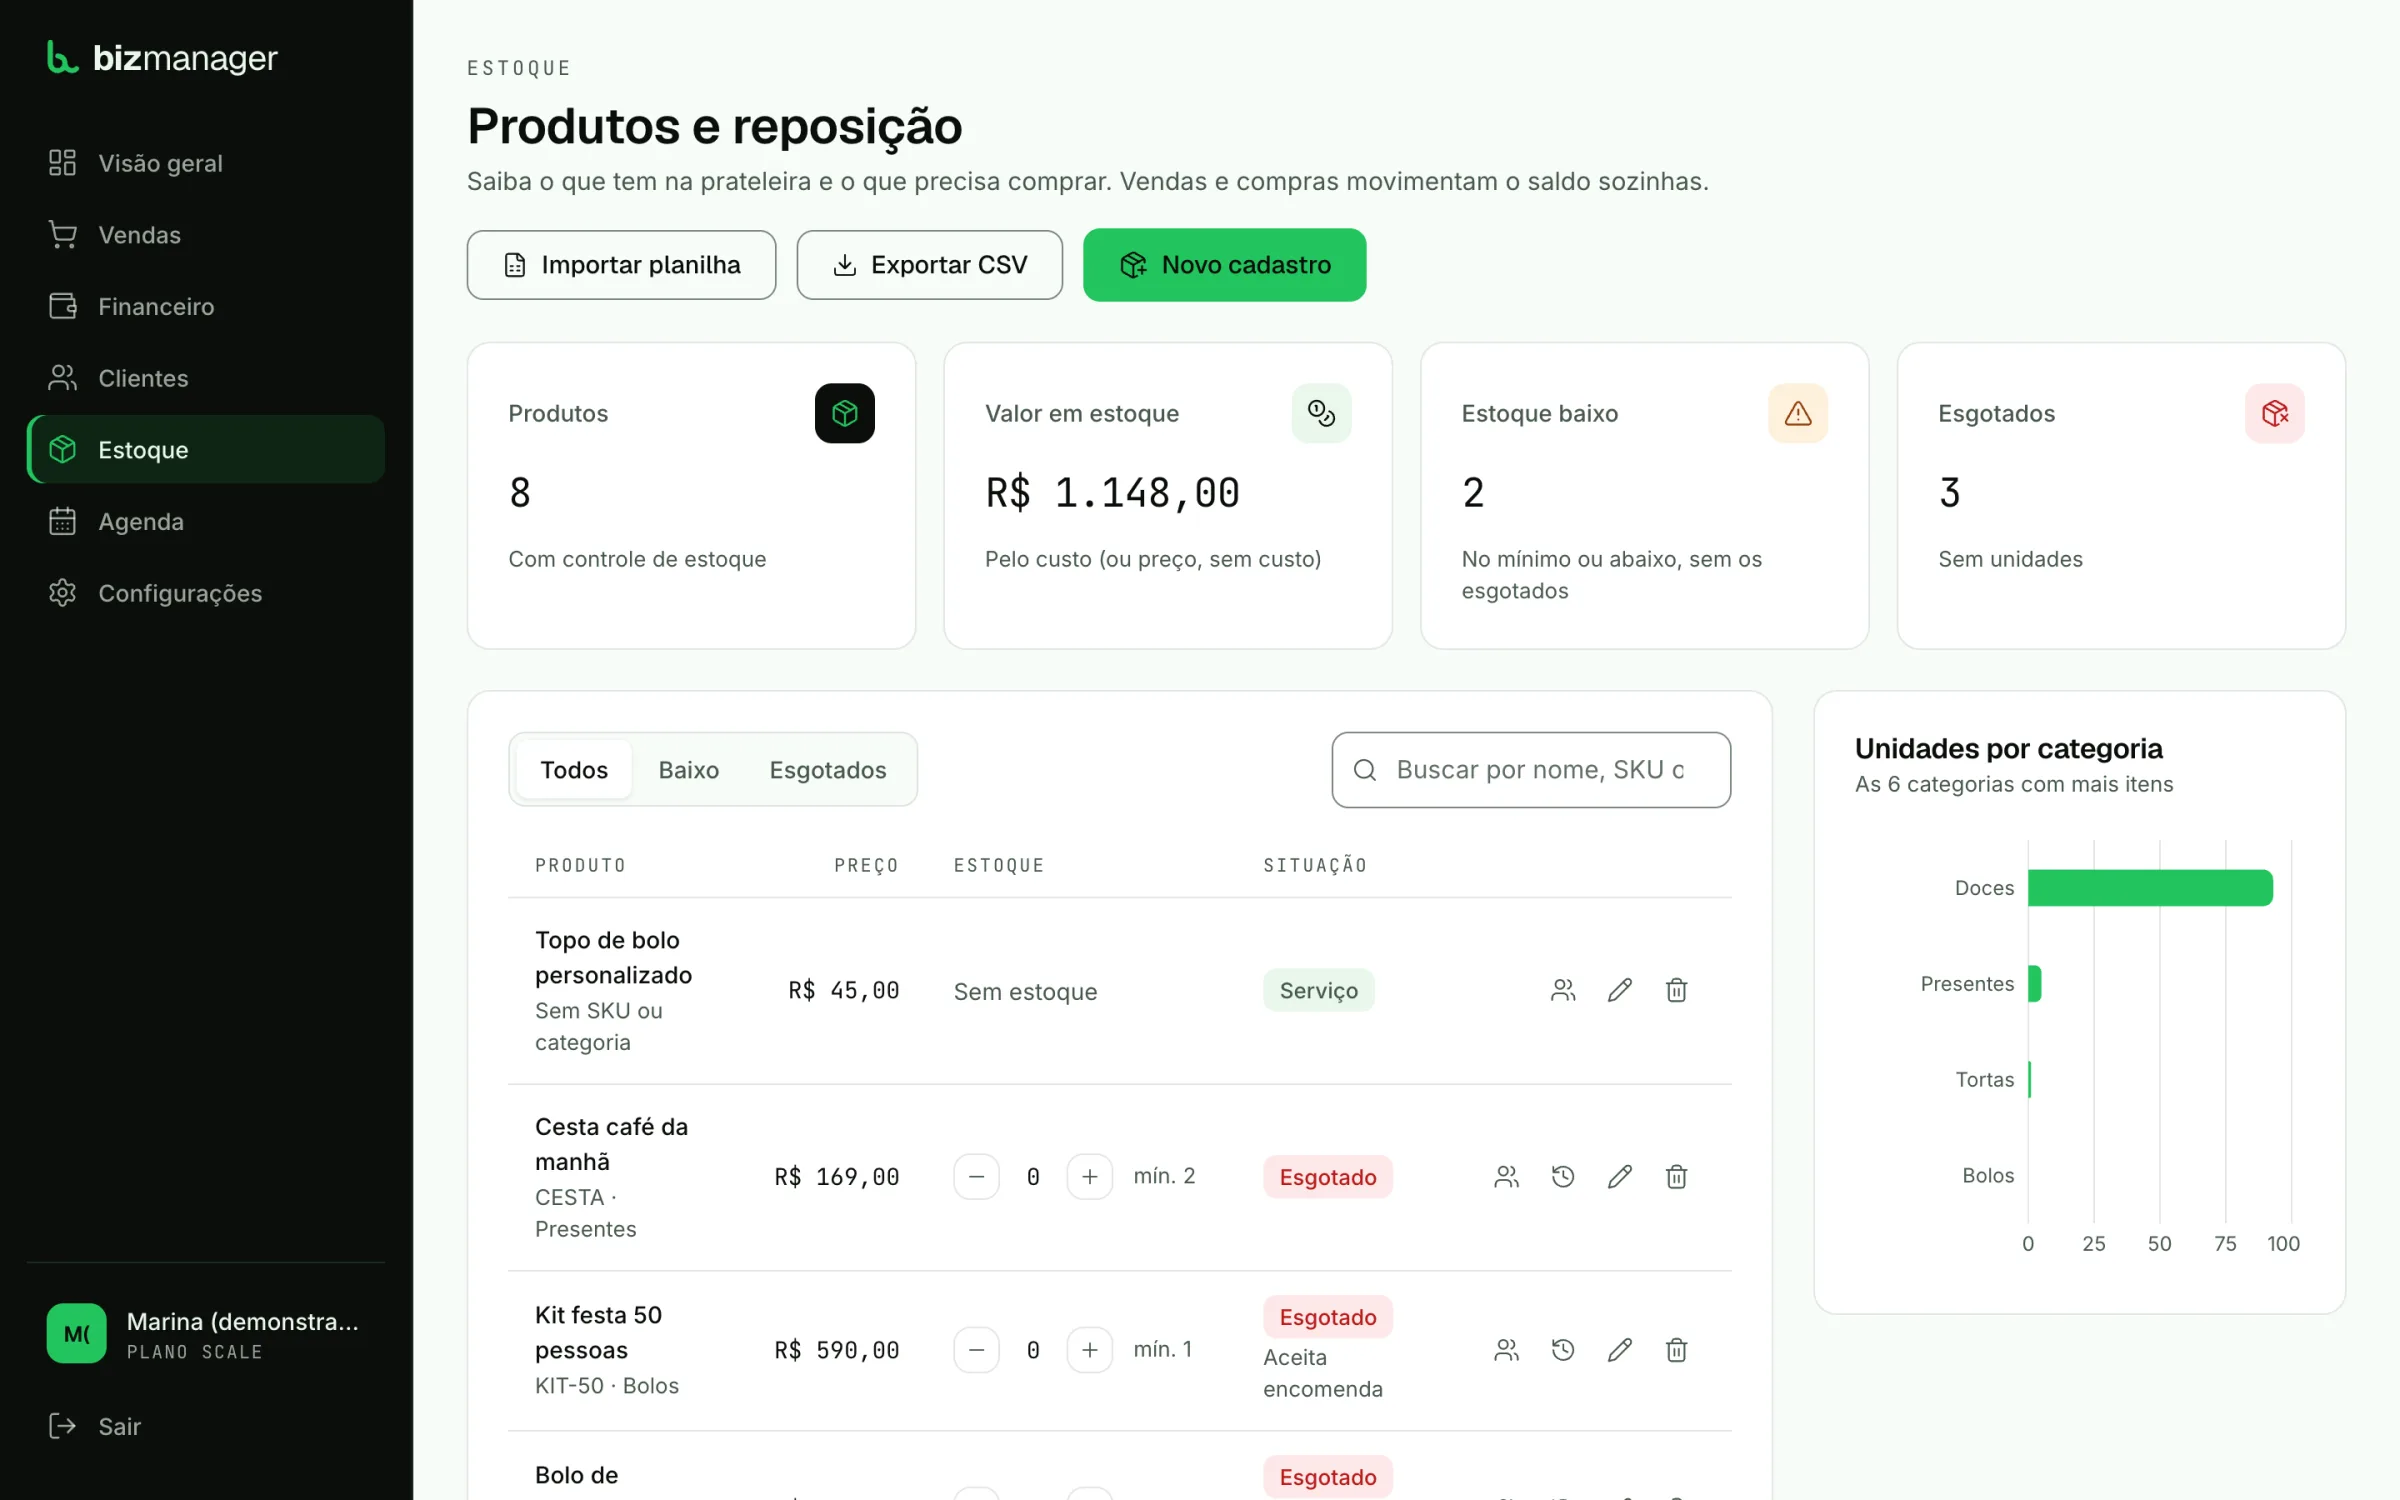 bizmanager
Visão geral
Vendas
Financeiro
Clientes
Estoque
Agenda
Configurações
M(
Marina (demonstra...
PLANO SCALE
Sair
ESTOQUE
Produtos e reposição
Saiba o que tem na prateleira e o que precisa comprar. Vendas e compras movimentam o saldo sozinhas.
Importar planilha
Exportar CSV
Novo cadastro
Produtos
8
Com controle de estoque
Valor em estoque
R$ 1.148,00
Pelo custo (ou preço, sem custo)
Estoque baixo
2
No mínimo ou abaixo, sem os
esgotados
Esgotados
3
Sem unidades
Todos Baixo Esgotados
Buscar por nome, SKU o
PRODUTO PREÇO ESTOQUE SITUAÇÃO
Topo de bolo
personalizado
Sem SKU ou
categoria
R$ 45,00
Sem estoque
Serviço
Cesta café da
manhã
CESTA ·
Presentes
R$ 169,00
0
mín. 2
Esgotado
Kit festa 50
pessoas
KIT-50 · Bolos
R$ 590,00
0
mín. 1
Esgotado
Aceita
encomenda
Bolo de
Esgotado
Unidades por categoria
As 6 categorias com mais itens
Doces
Presentes
Tortas
Bolos
0 25 50 75 100